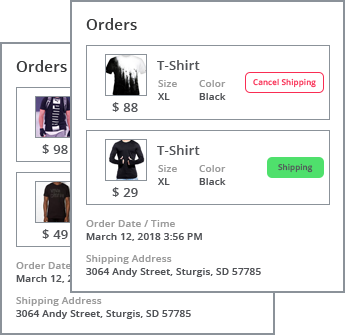 Orders
T-Shirt
Size Color
XL Black
Cancel Shipping
$ 88
T-Shirt
Size Color
XL Black
Shipping
$ 29
Order Date / Time
March 12, 2018 3:56 PM
Shipping Address
3064 Andy Street, Sturgis, SD 57785
Orders
$ 98
$ 49
Order Date
March 12, 2
Shipping Address
3064 Andy Street, Sturgis, SD 57785